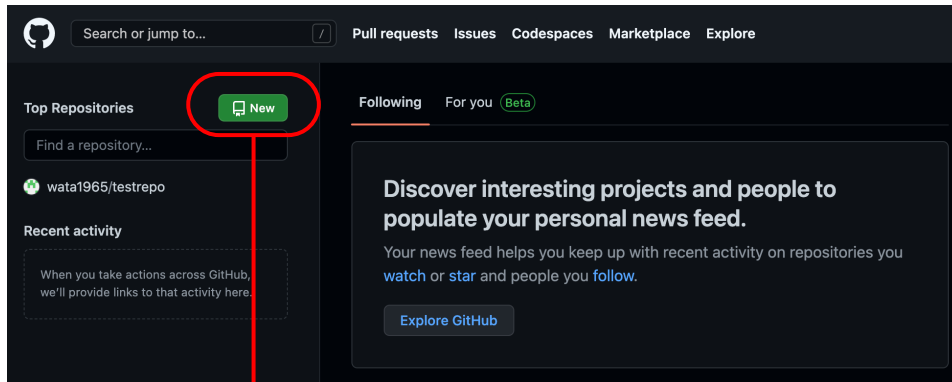 Search or jump to... /
Pull requests Issues Codespaces Marketplace Explore
Top Repositories
New
Find a repository...
wata1965/testrepo
Recent activity
When you take actions across GitHub,
we'll provide links to that activity here.
Following For you Beta
Discover interesting projects and people to
populate your personal news feed.
Your news feed helps you keep up with recent activity on repositories you
watch or star and people you follow.
Explore GitHub